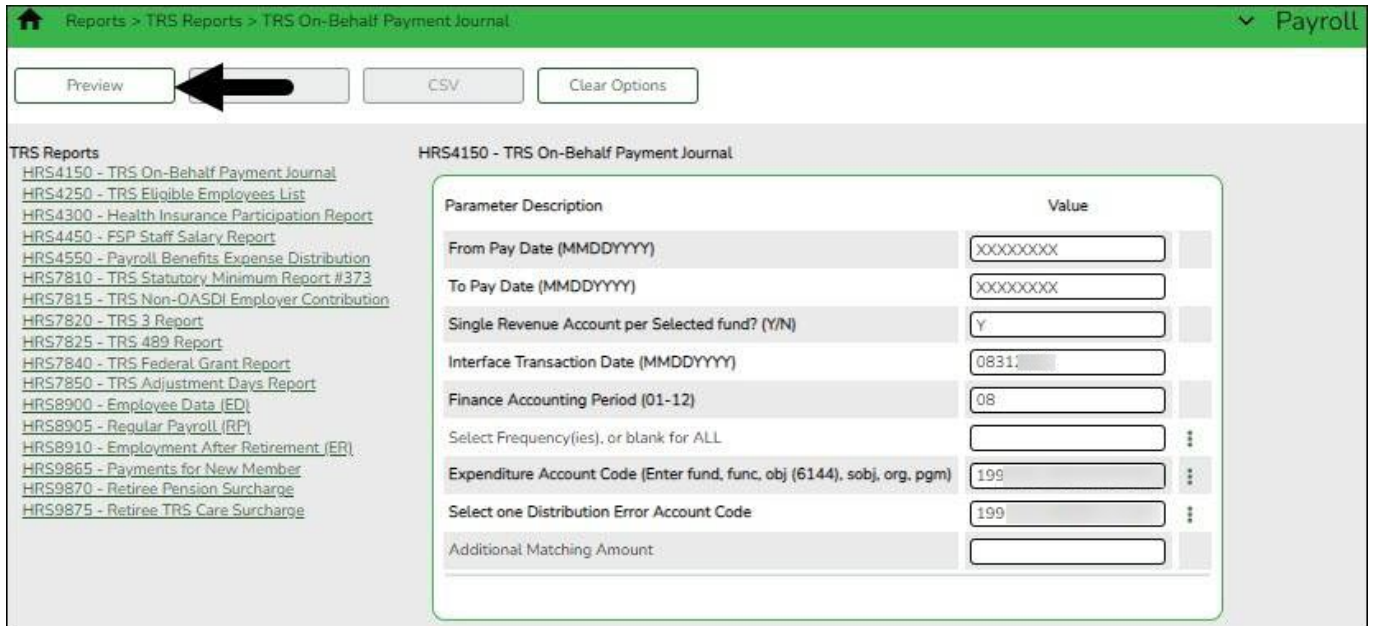 Reports > TRS Reports > TRS On-Behalf Payment Journal
Payroll
Preview
CSV
Clear Options
TRS Reports
HRS4150 - TRS On-Behalf Payment Journal
HRS4250 - TRS Eligible Employees List
HRS4300 - Health Insurance Participation Report
HRS4450 - FSP Staff Salary Report
HRS4550 - Payroll Benefits Expense Distribution
HRS7810 - TRS Statutory Minimum Report #373
HRS7815 - TRS Non-OASDI Employer Contribution
HRS7820 - TRS 3 Report
HRS7825 - TRS 489 Report
HRS7840 - TRS Federal Grant Report
HRS7850 - TRS Adjustment Days Report
HRS8900 - Employee Data (ED)
HRS8905 - Regular Payroll (RP)
HRS8910 - Employment After Retirement (ER)
HRS9865 - Payments for New Member
HRS9870 - Retiree Pension Surcharge
HRS9875 - Retiree TRS Care Surcharge
HRS4150 - TRS On-Behalf Payment Journal
Parameter Description Value
From Pay Date (MMDDYYYY) XXXXXXXX
To Pay Date (MMDDYYYY) XXXXXXXX
Single Revenue Account per Selected fund? (Y/N) Y
Interface Transaction Date (MMDDYYYY) 0831
Finance Accounting Period (01-12) 08
Select Frequency(ies), or blank for ALL
Expenditure Account Code (Enter fund, func, obj (6144), sobj, org, pgm) 199
Select one Distribution Error Account Code 199
Additional Matching Amount